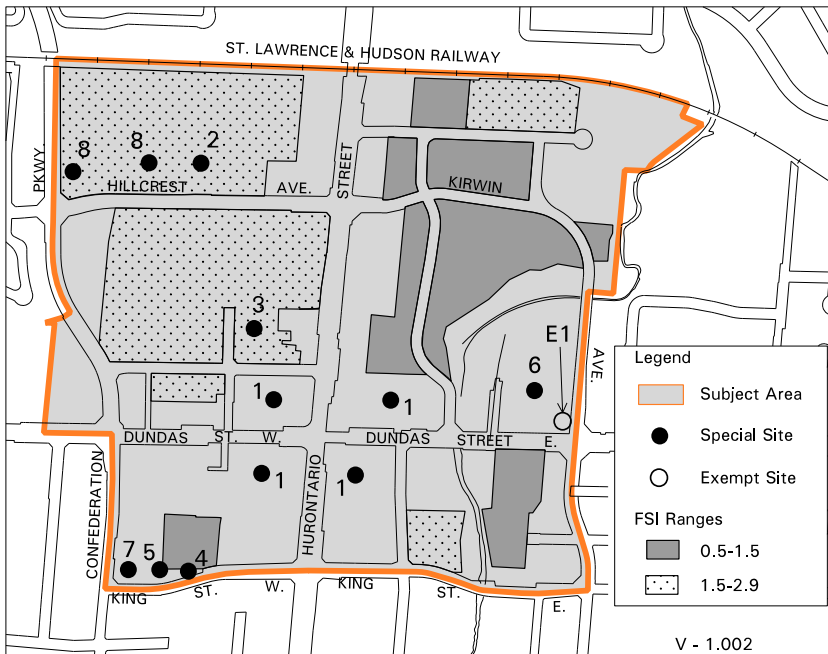 ST. LAWRENCE & HUDSON RAILWAY
PKWY
8
8
2
STREET
HILLCREST AVE.
KIRWIN
3
E1
6
AVE.
1
1
DUNDAS ST. W.
DUNDAS STREET E.
1
1
CONFEDERATION
HURONTARIO
7
5
4
KING ST. W.
KING ST. E.
Legend
Subject Area
Special Site
Exempt Site
FSI Ranges
0.5-1.5
1.5-2.9
V - 1.002